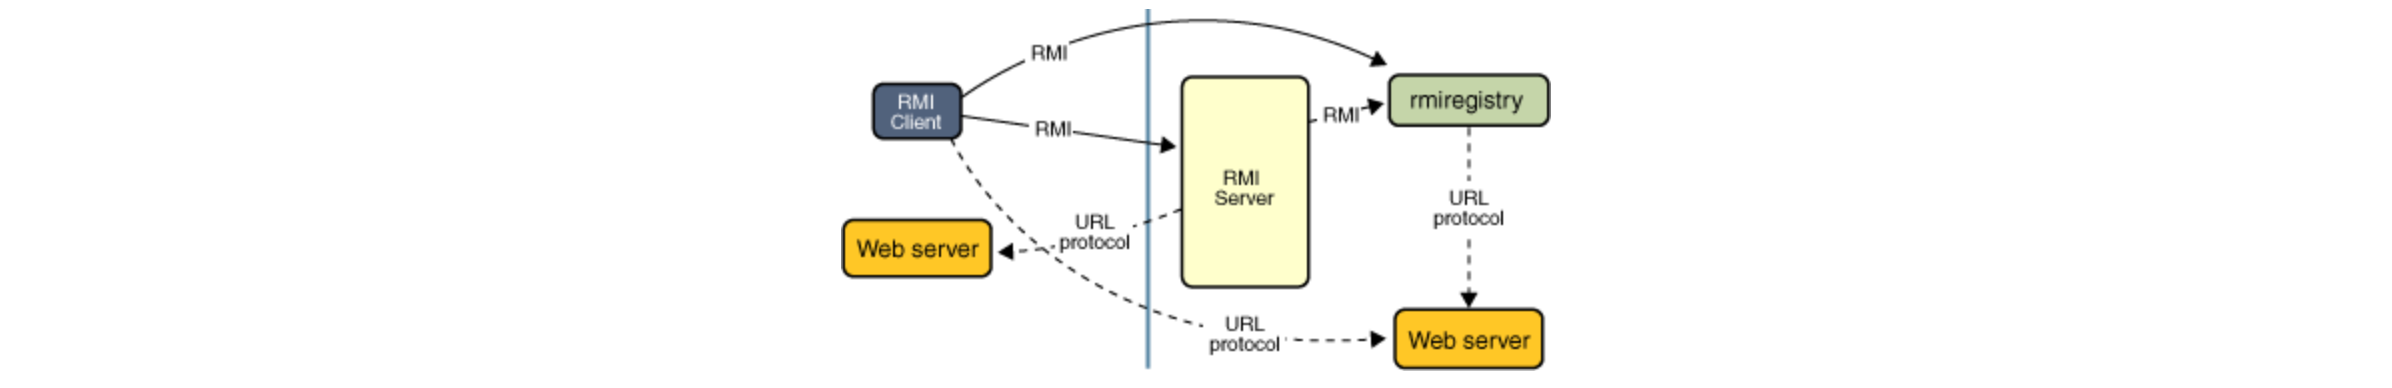 RMI
RMI
Client
RMI
RMI
Server
RMI
rmiregistry
Web server
URL
protocol
URL
protocol
URL
protocol
Web server